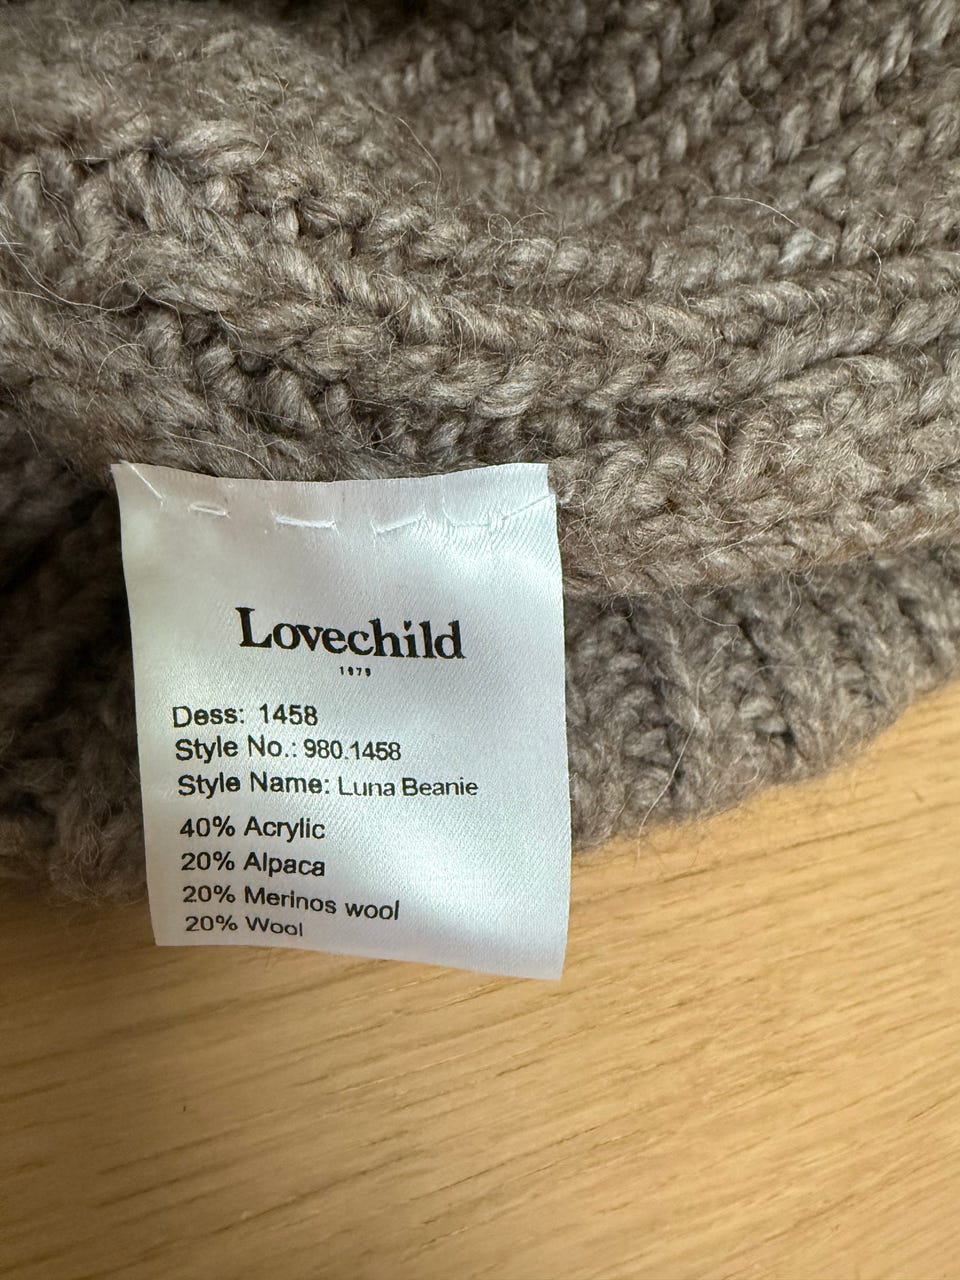 Lovechild
1979
Dess: 1458
Style No.: 980.1458
Style Name: Luna Beanie
40% Acrylic
20% Alpaca
20% Merinos wool
20% Wool